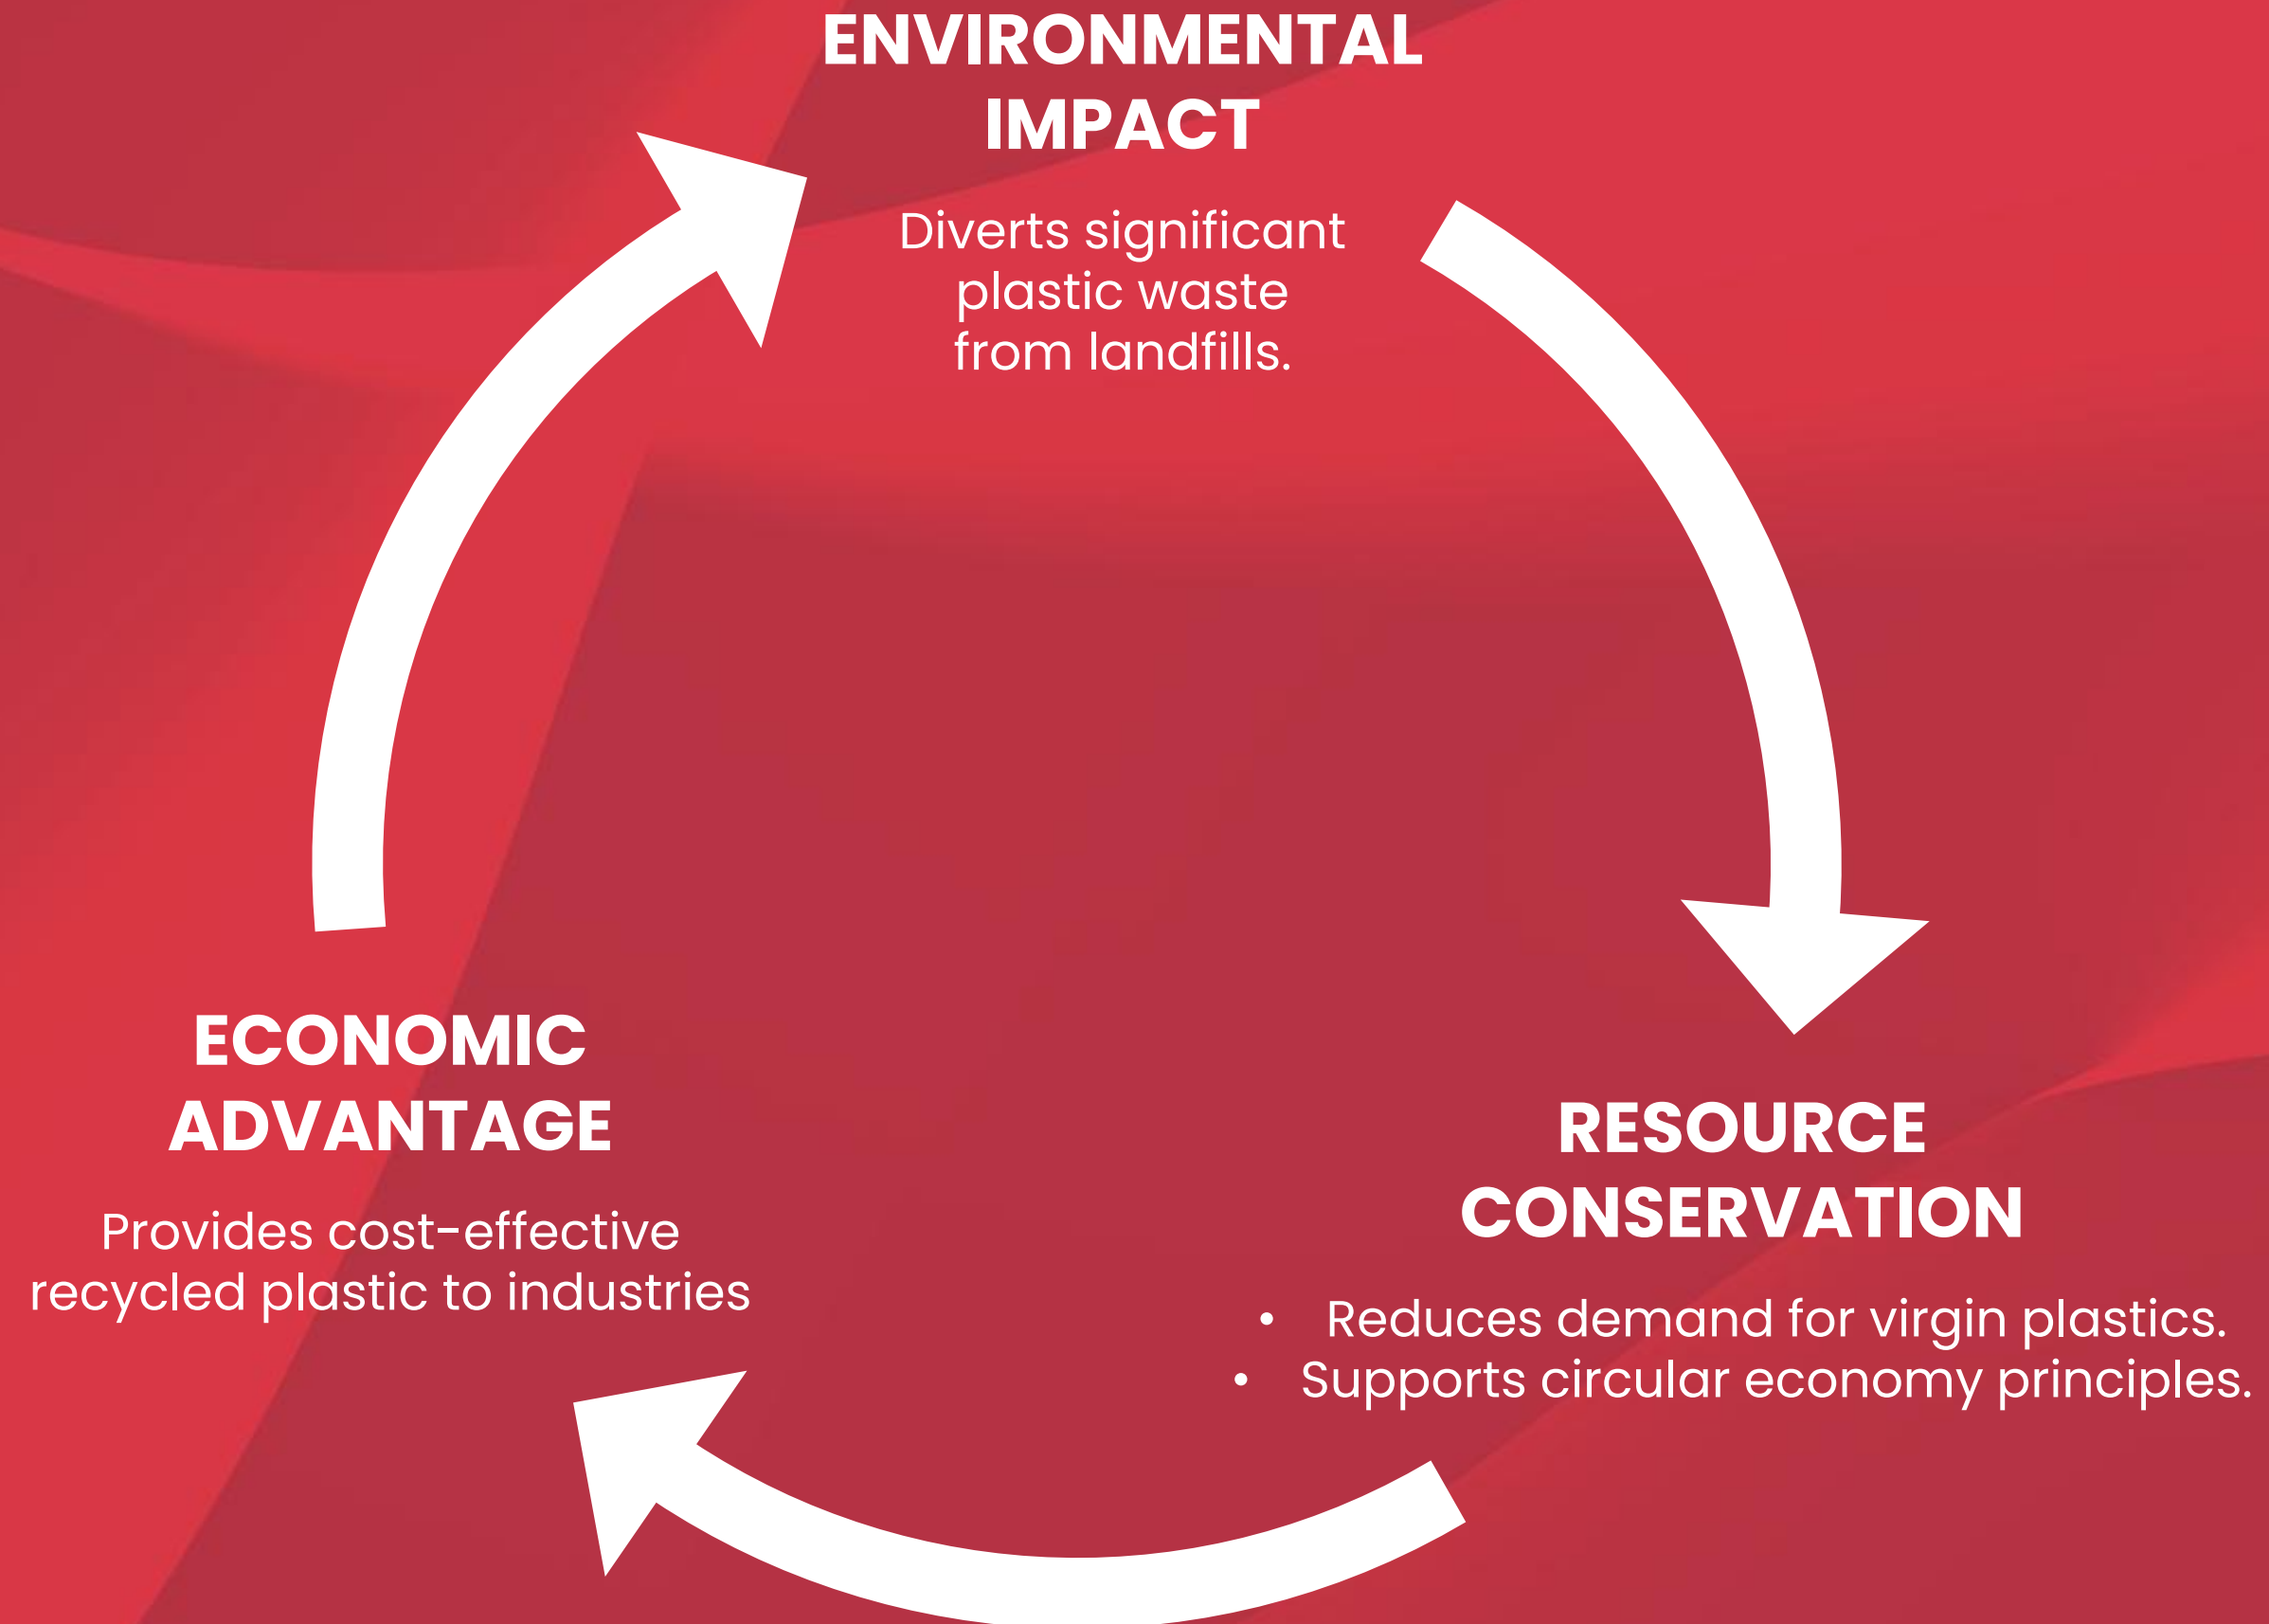 ENVIRONMENTAL
IMPACT
Diverts significant
plastic waste
from landfills.
ECONOMIC
ADVANTAGE
Provides cost-effective
recycled plastic to industries
RESOURCE
CONSERVATION
• Reduces demand for virgin plastics.
• Supports circular economy principles.